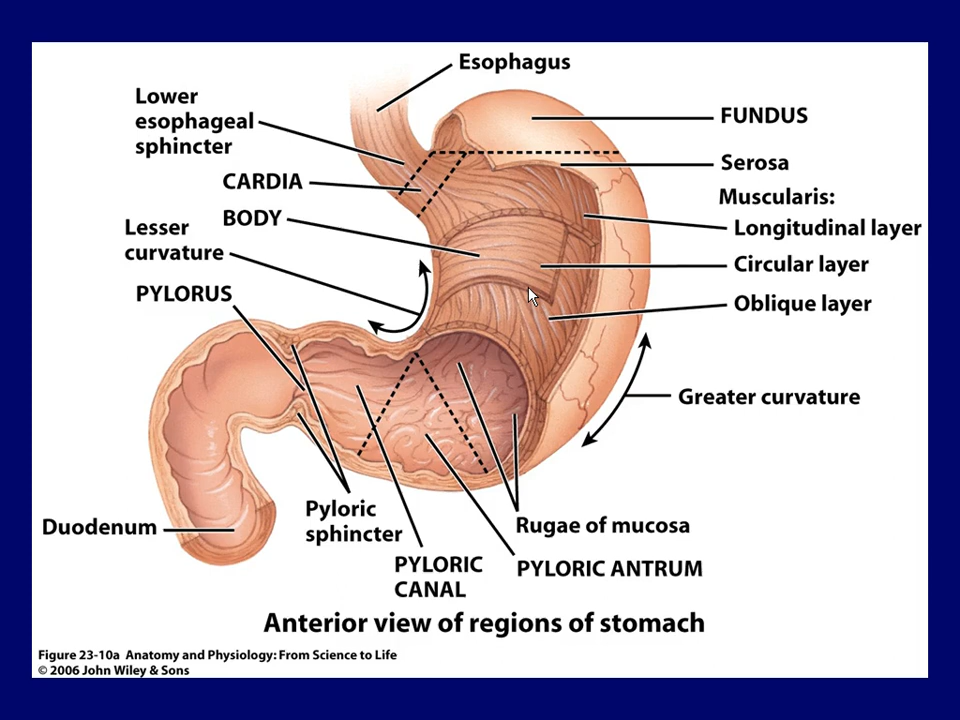 Esophagus
Lower
esophageal
sphincter
FUNDUS
Serosa
CARDIA
Muscularis:
BODY
Longitudinal layer
Lesser
curvature
Circular layer
PYLORUS
Oblique layer
Greater curvature
Pyloric
sphincter
Duodenum
Rugae of mucosa
PYLORIC
CANAL
PYLORIC ANTRUM
Anterior view of regions of stomach
Figure 23-10a Anatomy and Physiology: From Science to Life
© 2006 John Wiley & Sons